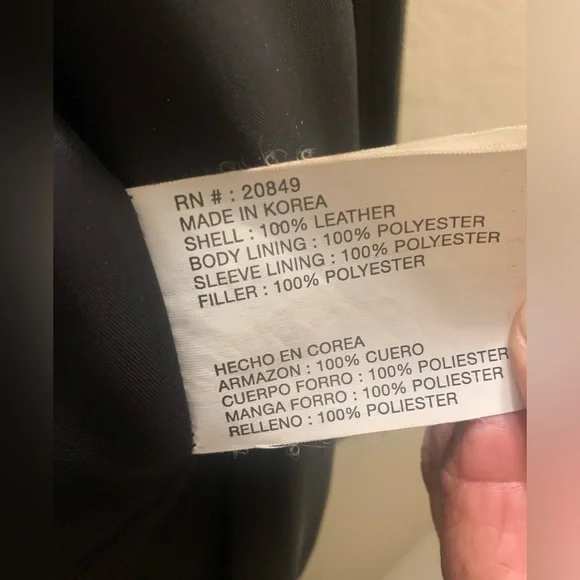 RN # : 20849
MADE IN KOREA
SHELL : 100% LEATHER
BODY LINING : 100% POLYESTER
SLEEVE LINING : 100% POLYESTER
FILLER : 100% POLYESTER
HECHO EN COREA
ARMAZON : 100% CUERO
CUERPO FORRO : 100% POLIESTER
MANGA FORRO : 100% POLIESTER
RELLENO : 100% POLIESTER